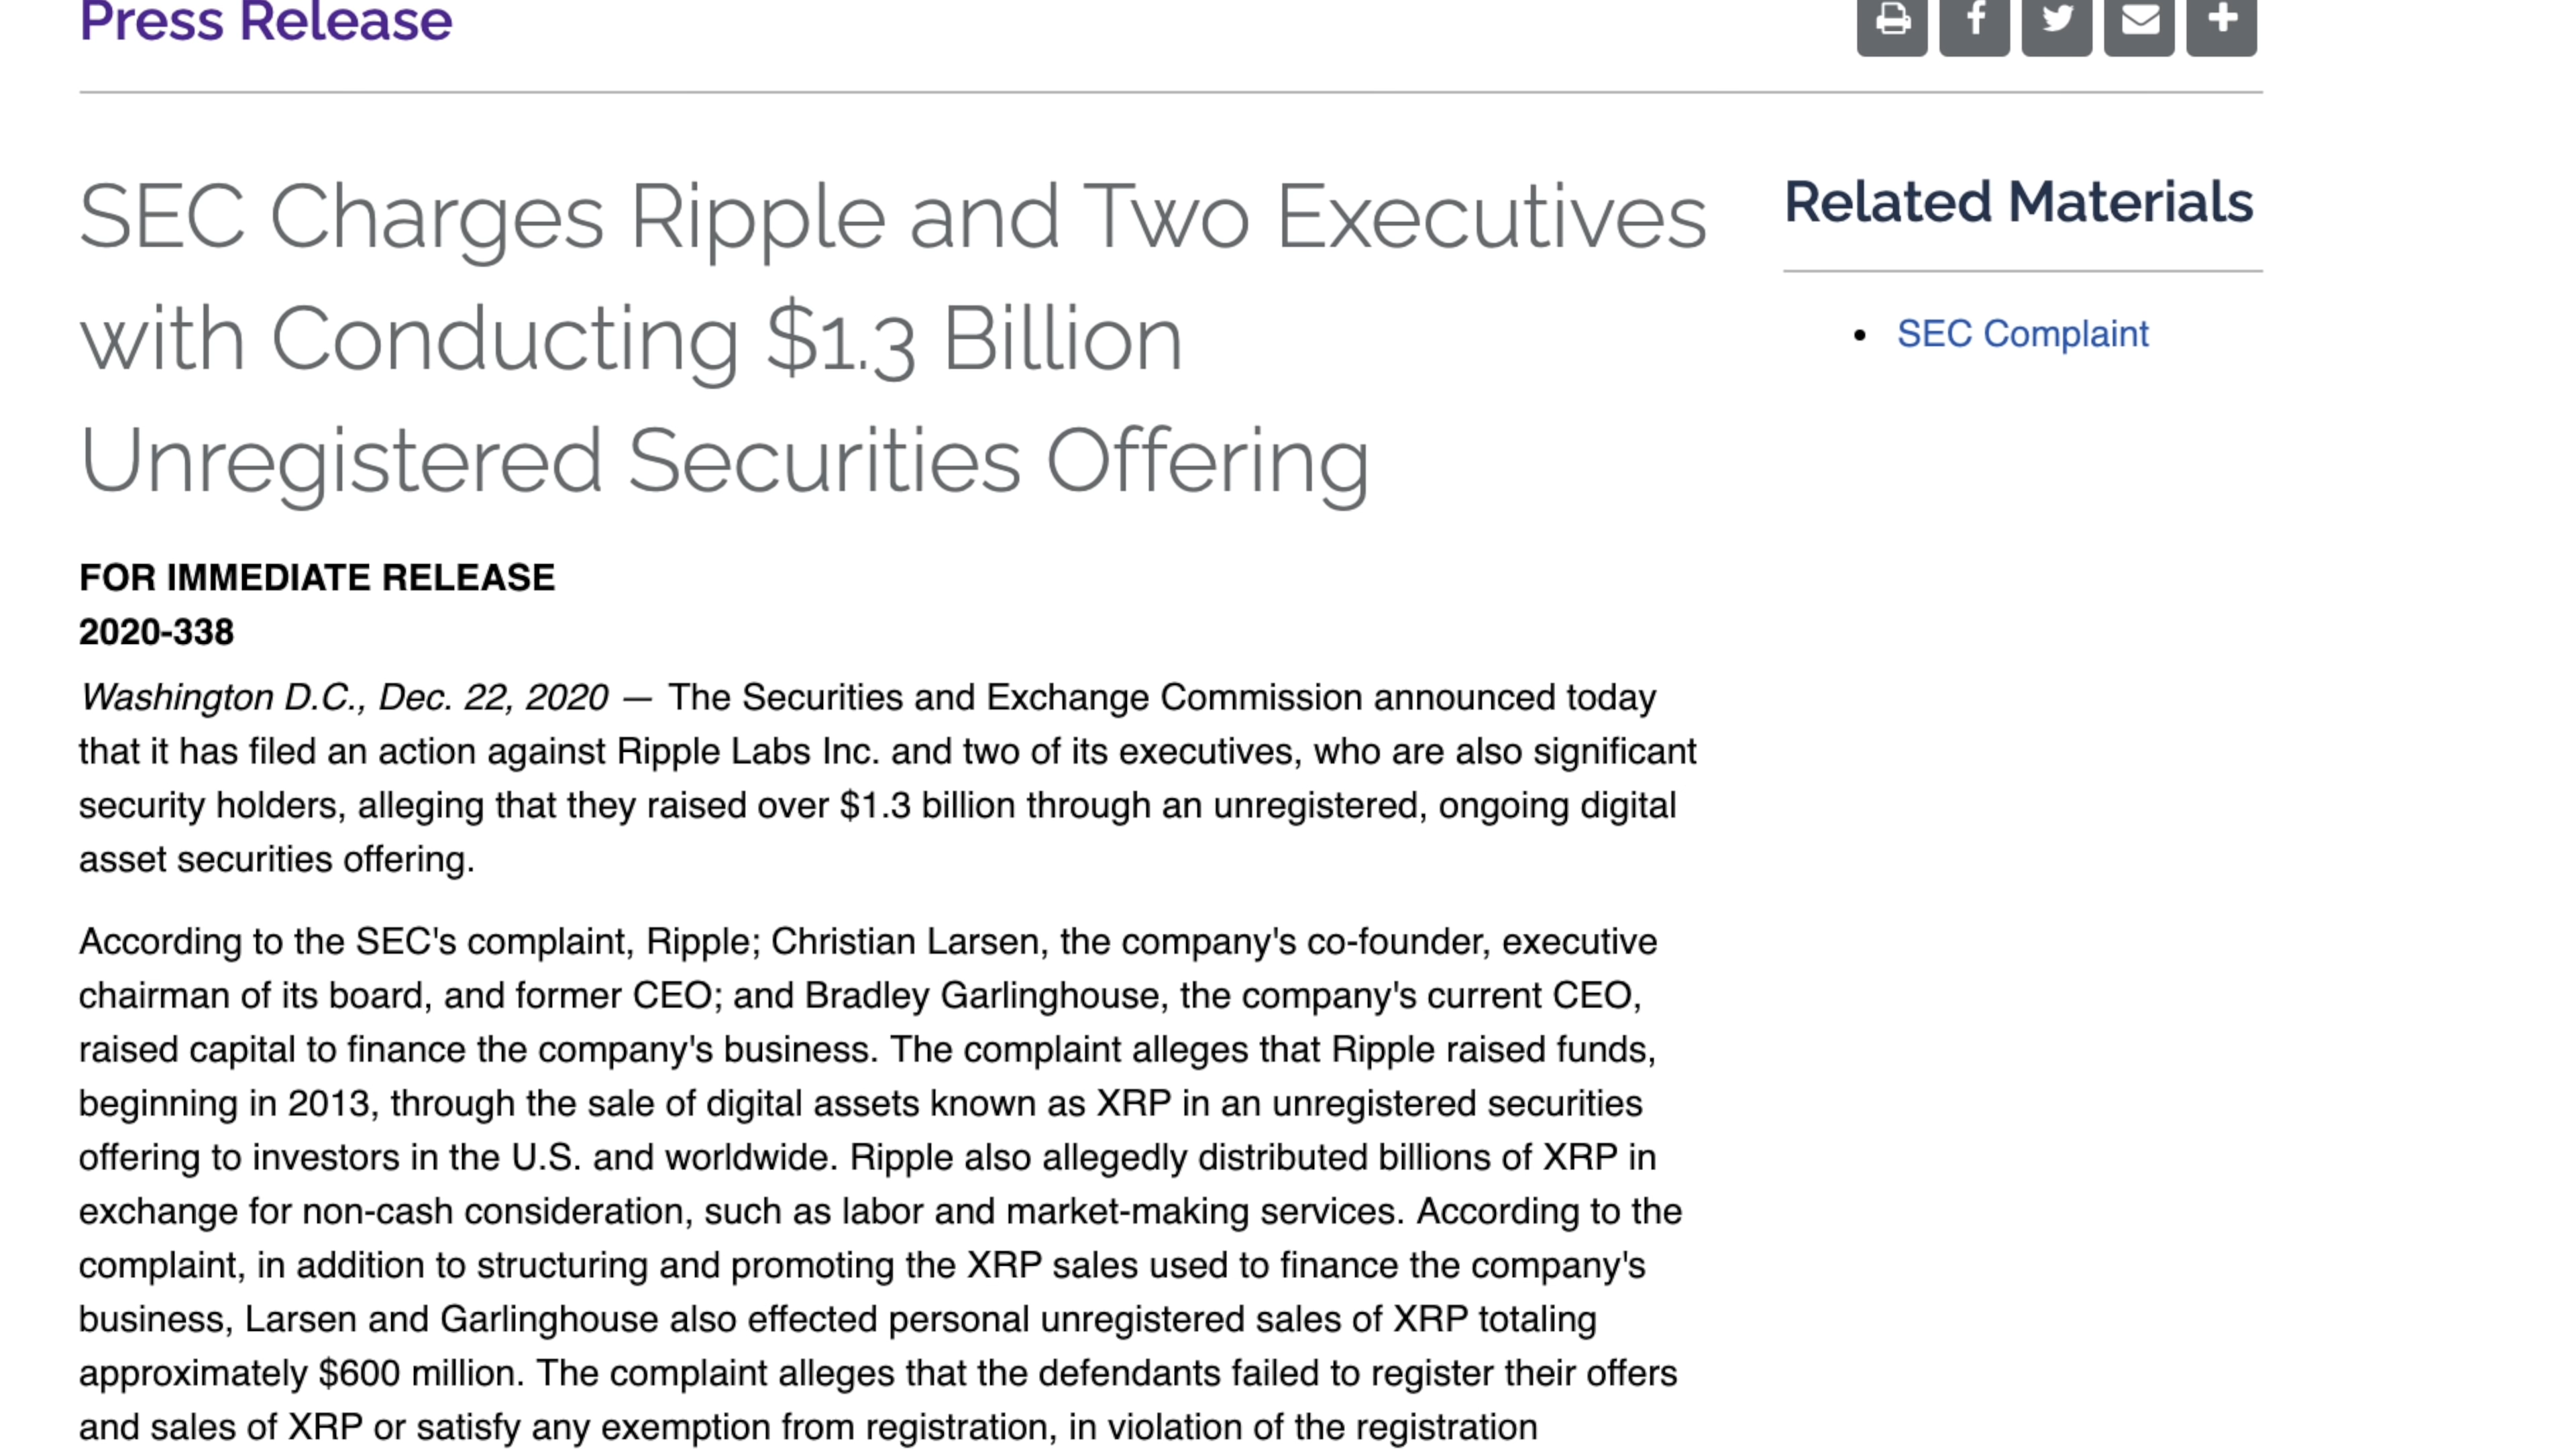 Press Release
SEC Charges Ripple and Two Executives
with Conducting $1.3 Billion
Unregistered Securities Offering
Related Materials
• SEC Complaint
FOR IMMEDIATE RELEASE
2020-338
Washington D.C., Dec. 22, 2020 — The Securities and Exchange Commission announced today
that it has filed an action against Ripple Labs Inc. and two of its executives, who are also significant
security holders, alleging that they raised over $1.3 billion through an unregistered, ongoing digital
asset securities offering.
According to the SEC's complaint, Ripple; Christian Larsen, the company's co-founder, executive
chairman of its board, and former CEO; and Bradley Garlinghouse, the company's current CEO,
raised capital to finance the company's business. The complaint alleges that Ripple raised funds,
beginning in 2013, through the sale of digital assets known as XRP in an unregistered securities
offering to investors in the U.S. and worldwide. Ripple also allegedly distributed billions of XRP in
exchange for non-cash consideration, such as labor and market-making services. According to the
complaint, in addition to structuring and promoting the XRP sales used to finance the company's
business, Larsen and Garlinghouse also effected personal unregistered sales of XRP totaling
approximately $600 million. The complaint alleges that the defendants failed to register their offers
and sales of XRP or satisfy any exemption from registration, in violation of the registration